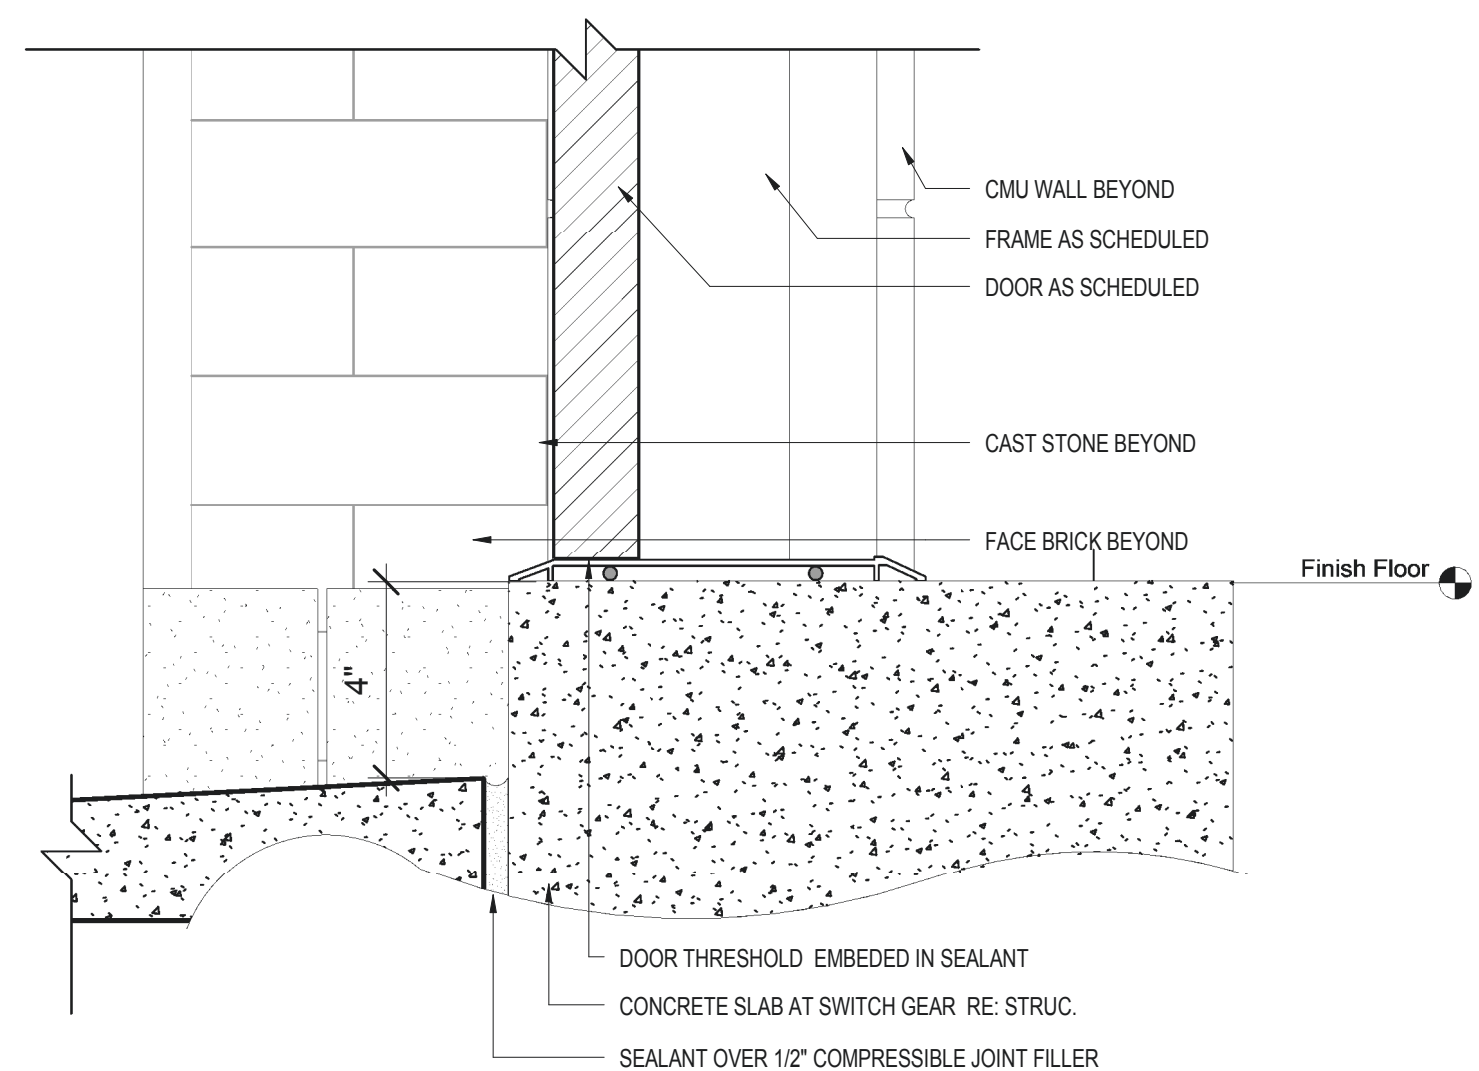 CMU WALL BEYOND
FRAME AS SCHEDULED
DOOR AS SCHEDULED
CAST STONE BEYOND
FACE BRICK BEYOND
Finish Floor
4"
DOOR THRESHOLD EMBEDED IN SEALANT
CONCRETE SLAB AT SWITCH GEAR RE: STRUC.
SEALANT OVER 1/2" COMPRESSIBLE JOINT FILLER